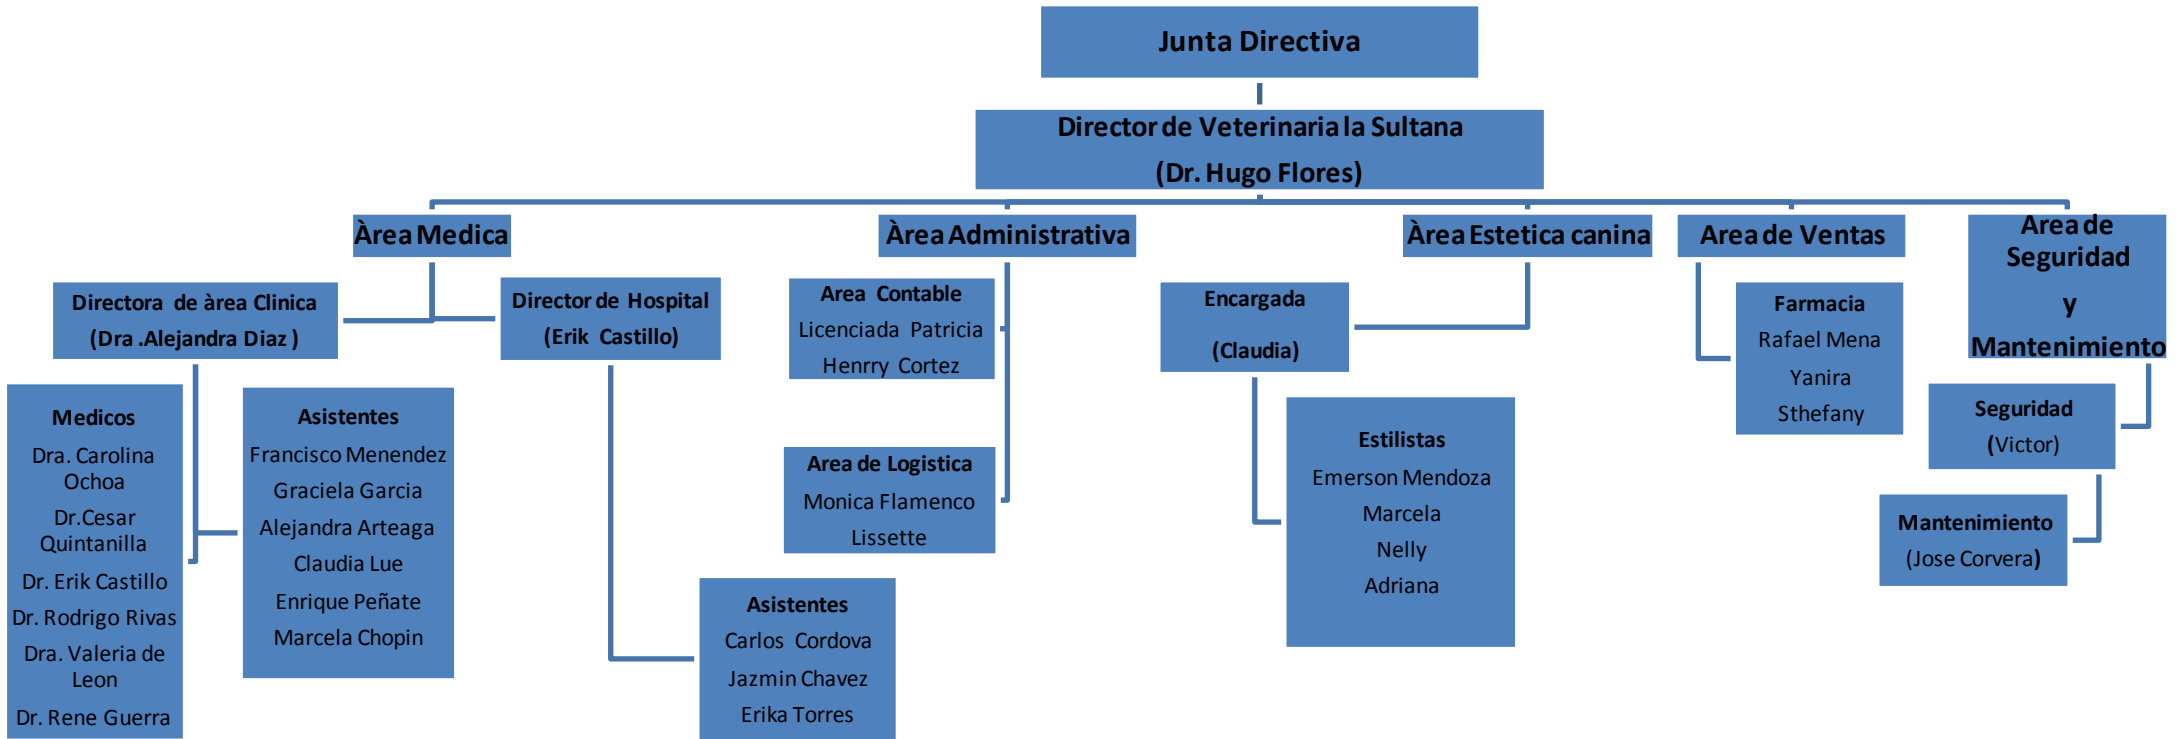 Junta Directiva
Director de Veterinaria la Sultana
(Dr. Hugo Flores)
Àrea Medica
Àrea Administrativa
Àrea Estetica canina
Area de Ventas
Area de
Seguridad
y
Mantenimiento
Directora de àrea Clinica
(Dra .Alejandra Diaz )
Director de Hospital
(Erik Castillo)
Area Contable
Licenciada Patricia
Henrry Cortez
Encargada
(Claudia)
Farmacia
Rafael Mena
Yanira
Sthefany
Medicos
Dra. Carolina
Ochoa
Dr.Cesar
Quintanilla
Dr. Erik Castillo
Dr. Rodrigo Rivas
Dra. Valeria de
Leon
Dr. Rene Guerra
Asistentes
Francisco Menendez
Graciela Garcia
Alejandra Arteaga
Claudia Lue
Enrique Peñate
Marcela Chopin
Asistentes
Carlos Cordova
Jazmin Chavez
Erika Torres
Area de Logistica
Monica Flamenco
Lissette
Estilistas
Emerson Mendoza
Marcela
Nelly
Adriana
Seguridad
(Victor)
Mantenimiento
(Jose Corvera)